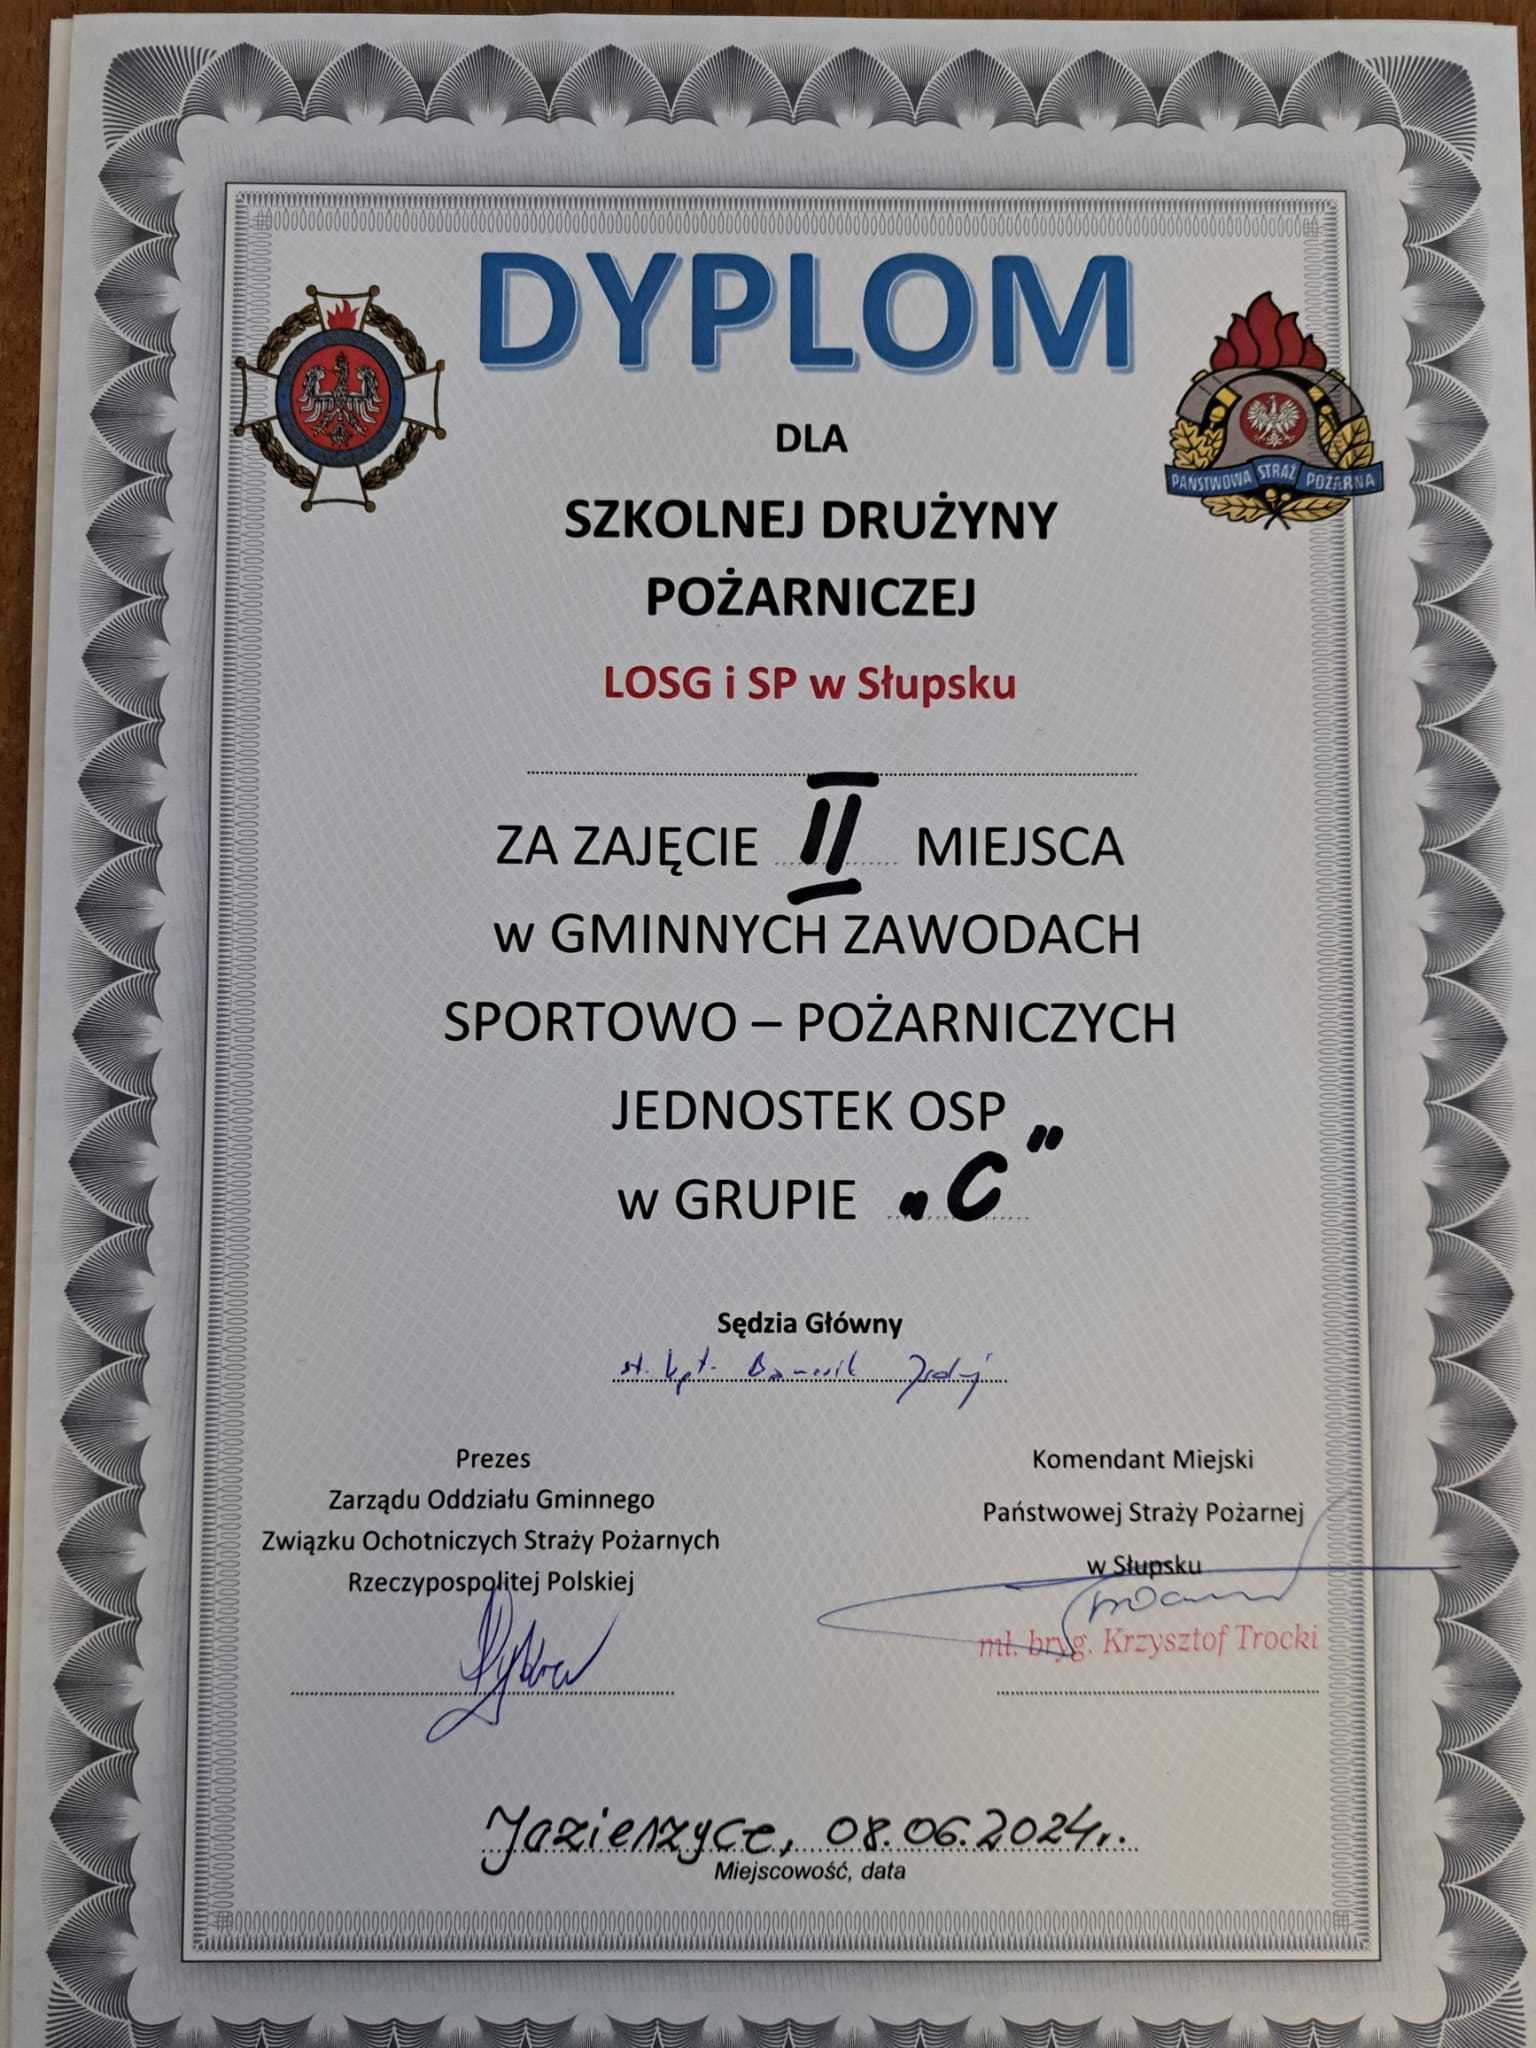 DYPLOM
PAŃSTWOWA STRAŻ POŻARNA
DLA
SZKOLNEJ DRUŻYNY
POŻARNICZEJ
LOSG i SP w Słupsku
ZA ZAJĘCIE II MIEJSCA
w GMINNYCH ZAWODACH
SPORTOWO – POŻARNICZYCH
JEDNOSTEK OSP
w GRUPIE „C”
Sędzia Główny
st. kpt.
Prezes
Zarządu Oddziału Gminnego
Związku Ochotniczych Straży Pożarnych
Rzeczypospolitej Polskiej
Komendant Miejski
Państwowej Straży Pożarnej
w Słupsku
mł. bryg. Krzysztof Trocki
Jezierzyce, 08.06.2024r.
Miejscowość, data